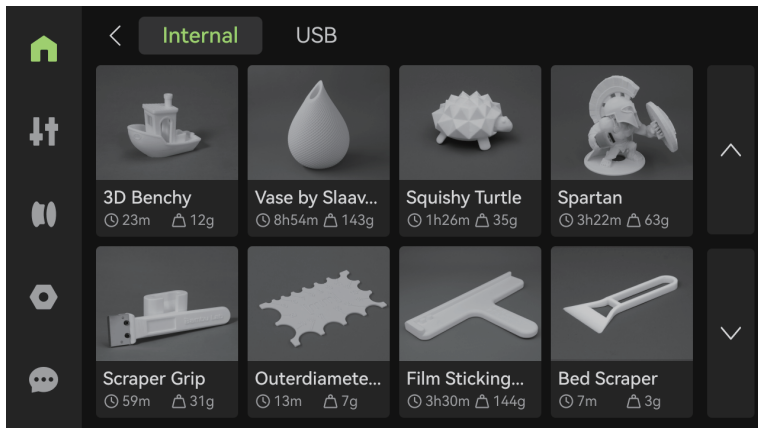 Internal USB
3D Benchy
23m 12g
Vase by Slaav...
8h54m 143g
Squishy Turtle
1h26m 35g
Spartan
3h22m 63g
Scraper Grip
59m 31g
Outerdiamete...
13m 7g
Film Sticking...
3h30m 144g
Bed Scraper
7m 3g